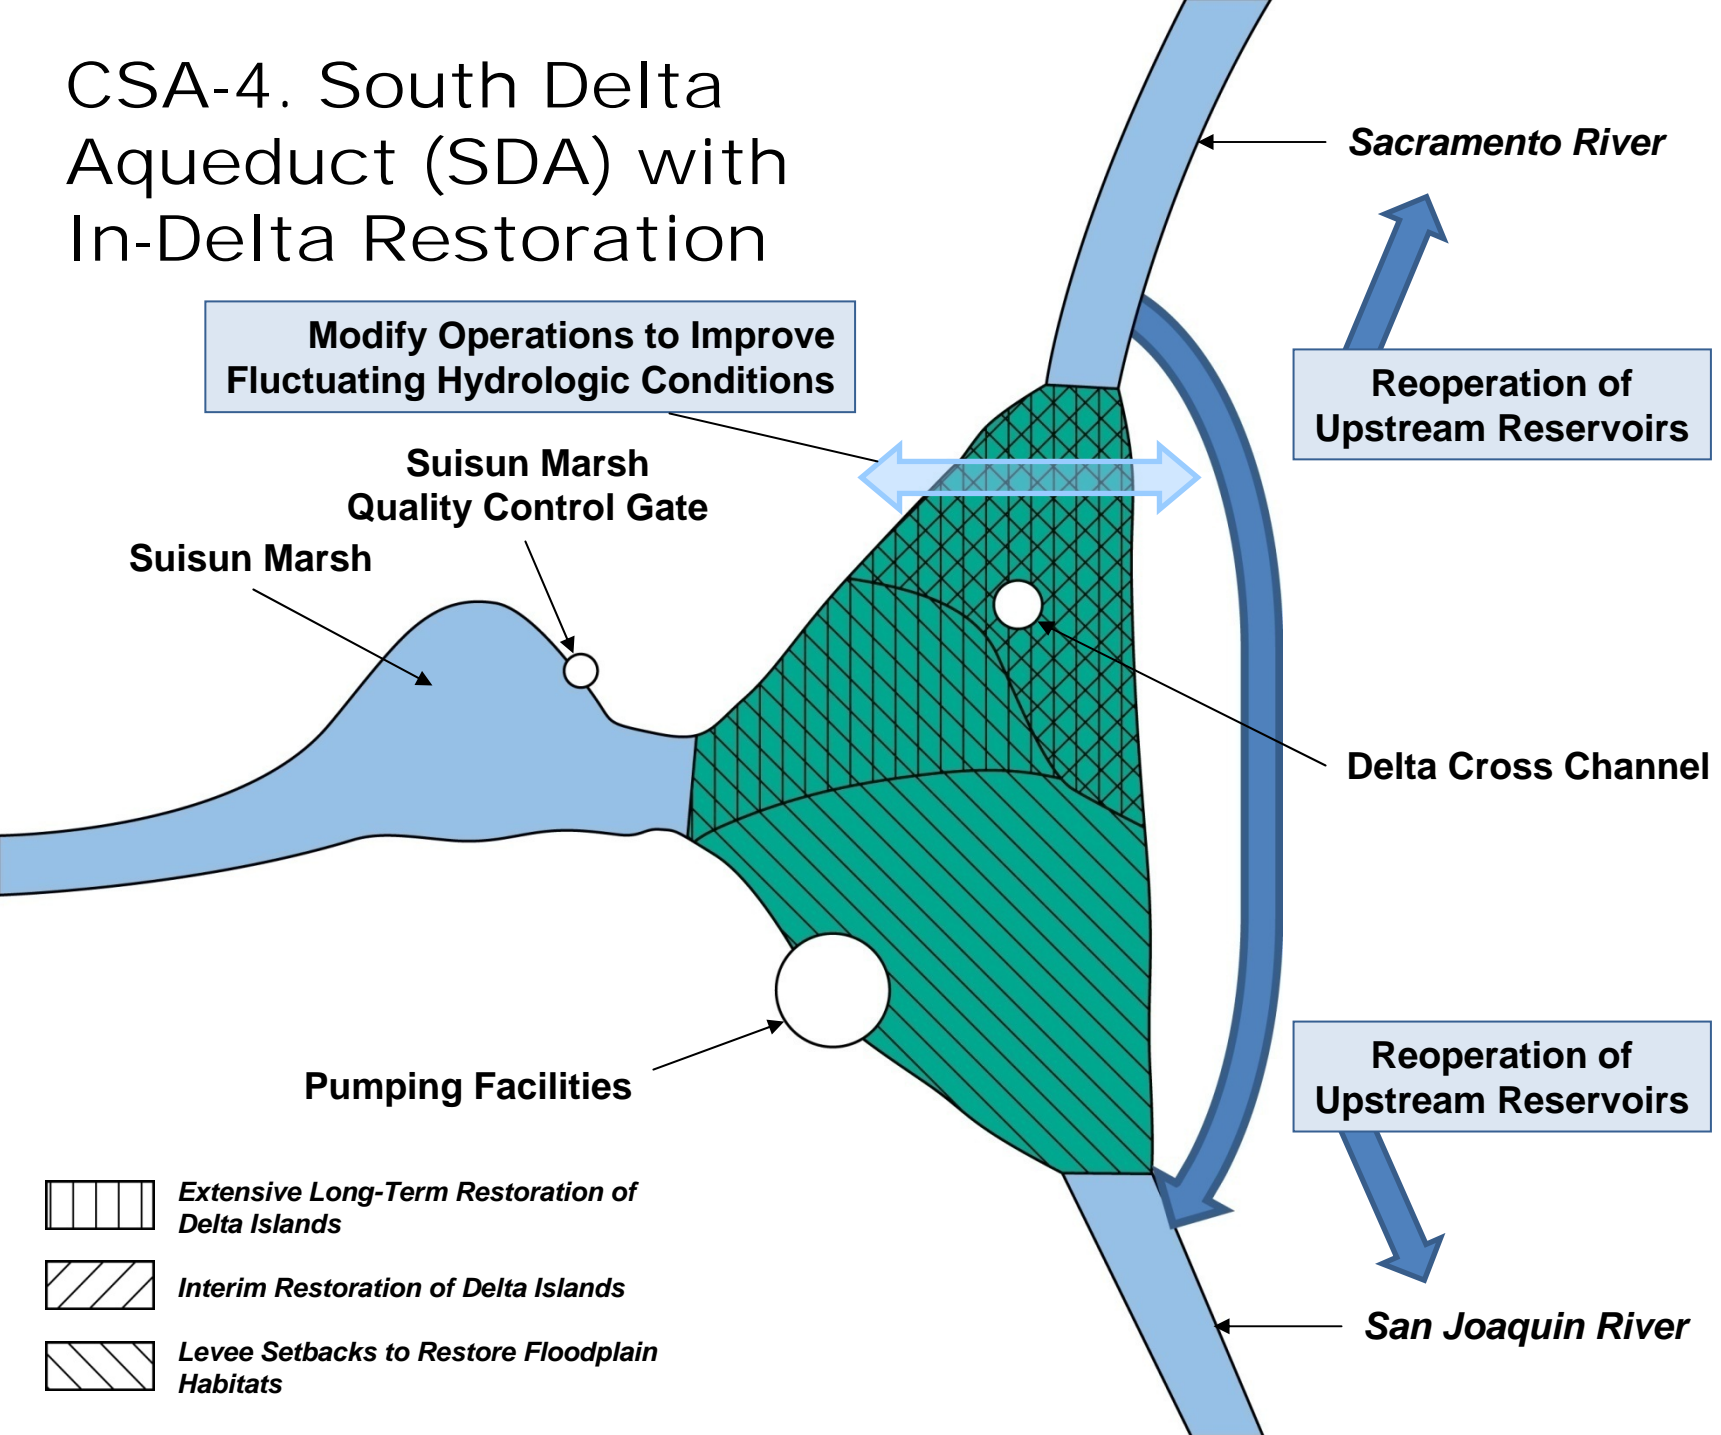 CSA-4. South Delta
Aqueduct (SDA) with
In-Delta Restoration
Sacramento River
Modify Operations to Improve
Fluctuating Hydrologic Conditions
Reoperation of
Upstream Reservoirs
Suisun Marsh
Quality Control Gate
Suisun Marsh
Delta Cross Channel
Pumping Facilities
Reoperation of
Upstream Reservoirs
San Joaquin River
Extensive Long-Term Restoration of
Delta Islands
Interim Restoration of Delta Islands
Levee Setbacks to Restore Floodplain
Habitats